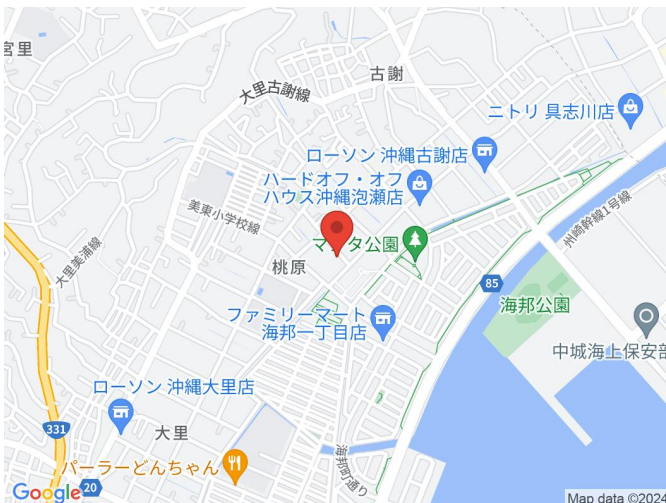 宮里
古謝
大里古謝線
ニトリ 具志川店
ローソン 沖縄古謝店
ハードオフ・オフ
ハウス沖縄泡瀬店
美東小学校線
州崎幹線1号線
大里美浦線
桃原
85
海邦公園
ファミリーマート
海邦一丁目店
中城海上保安部
ローソン 沖縄大里店
331
大里
海邦町通り
パーラーどんちゃん
Google
20
Map data ©2024